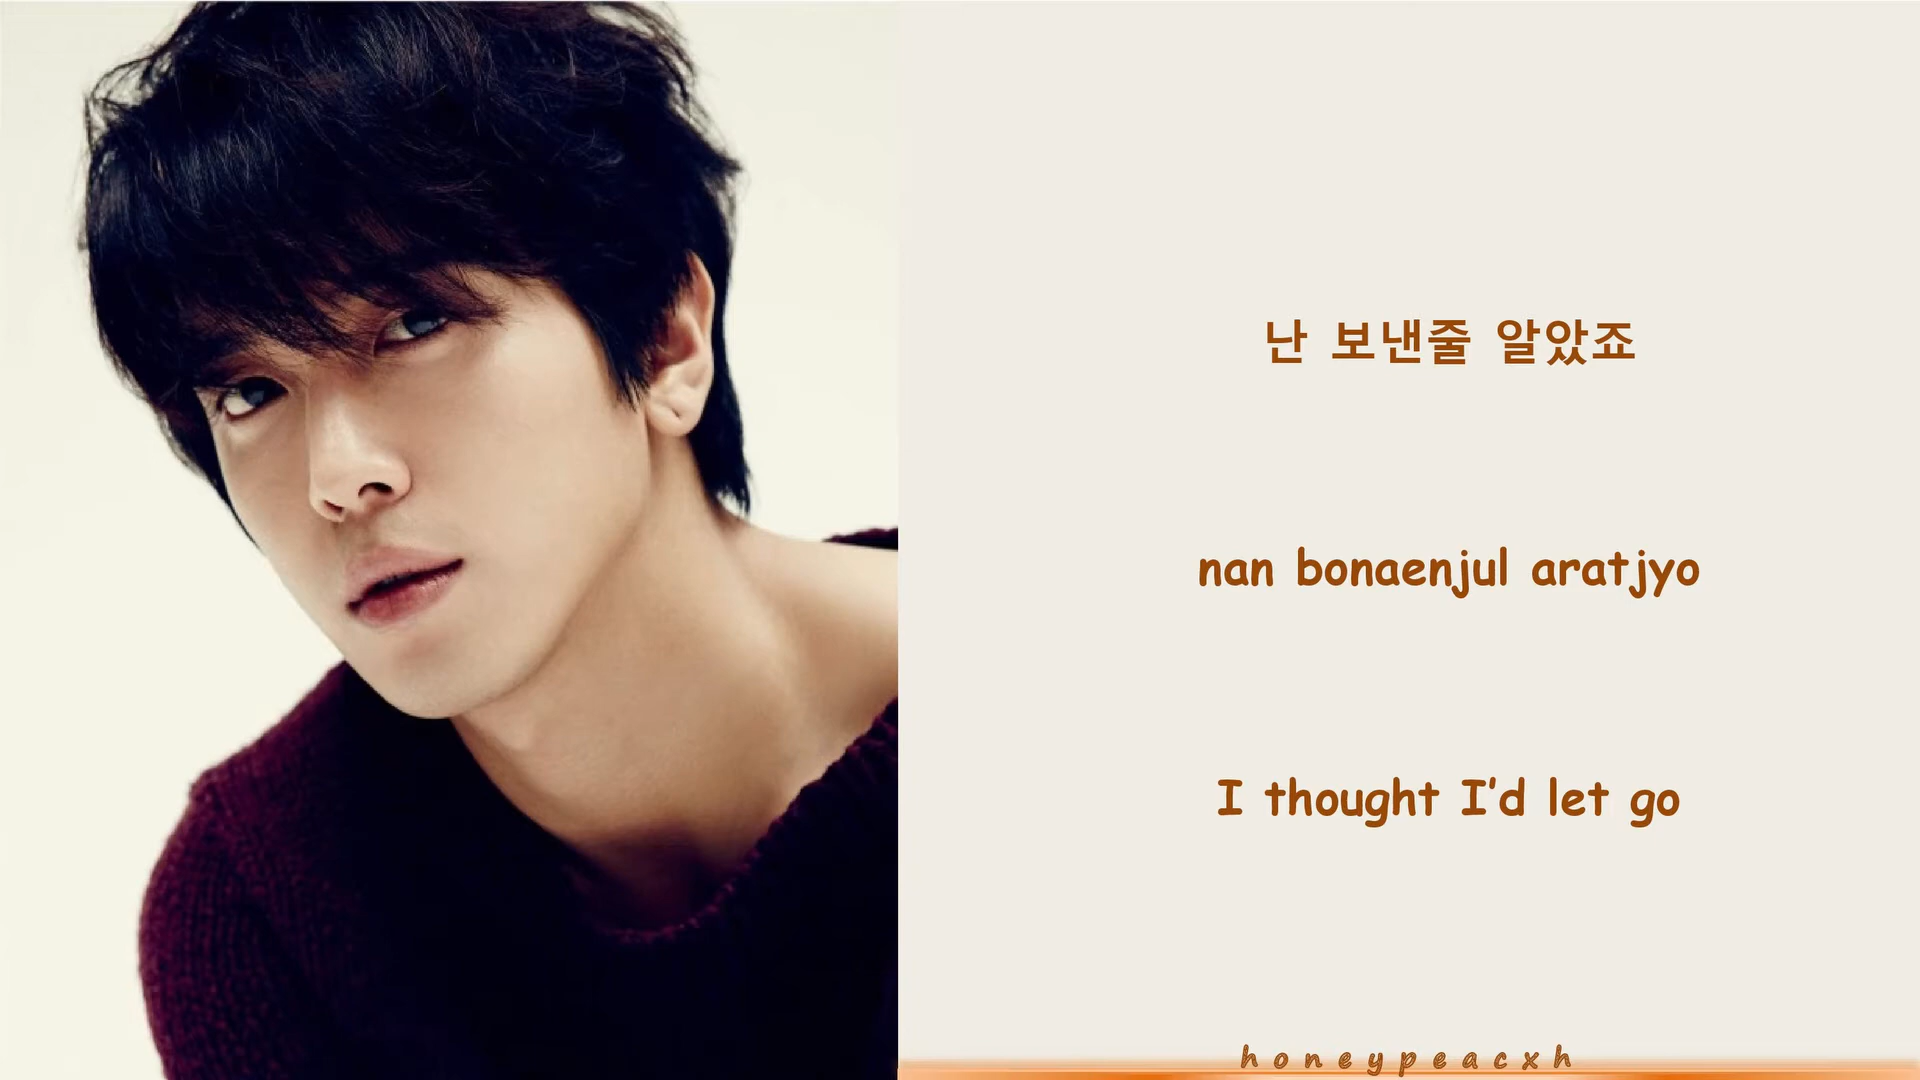 난 보낸줄 알았죠
nan bonaenjul aratjyo
I thought I'd let go
honeypeacxh